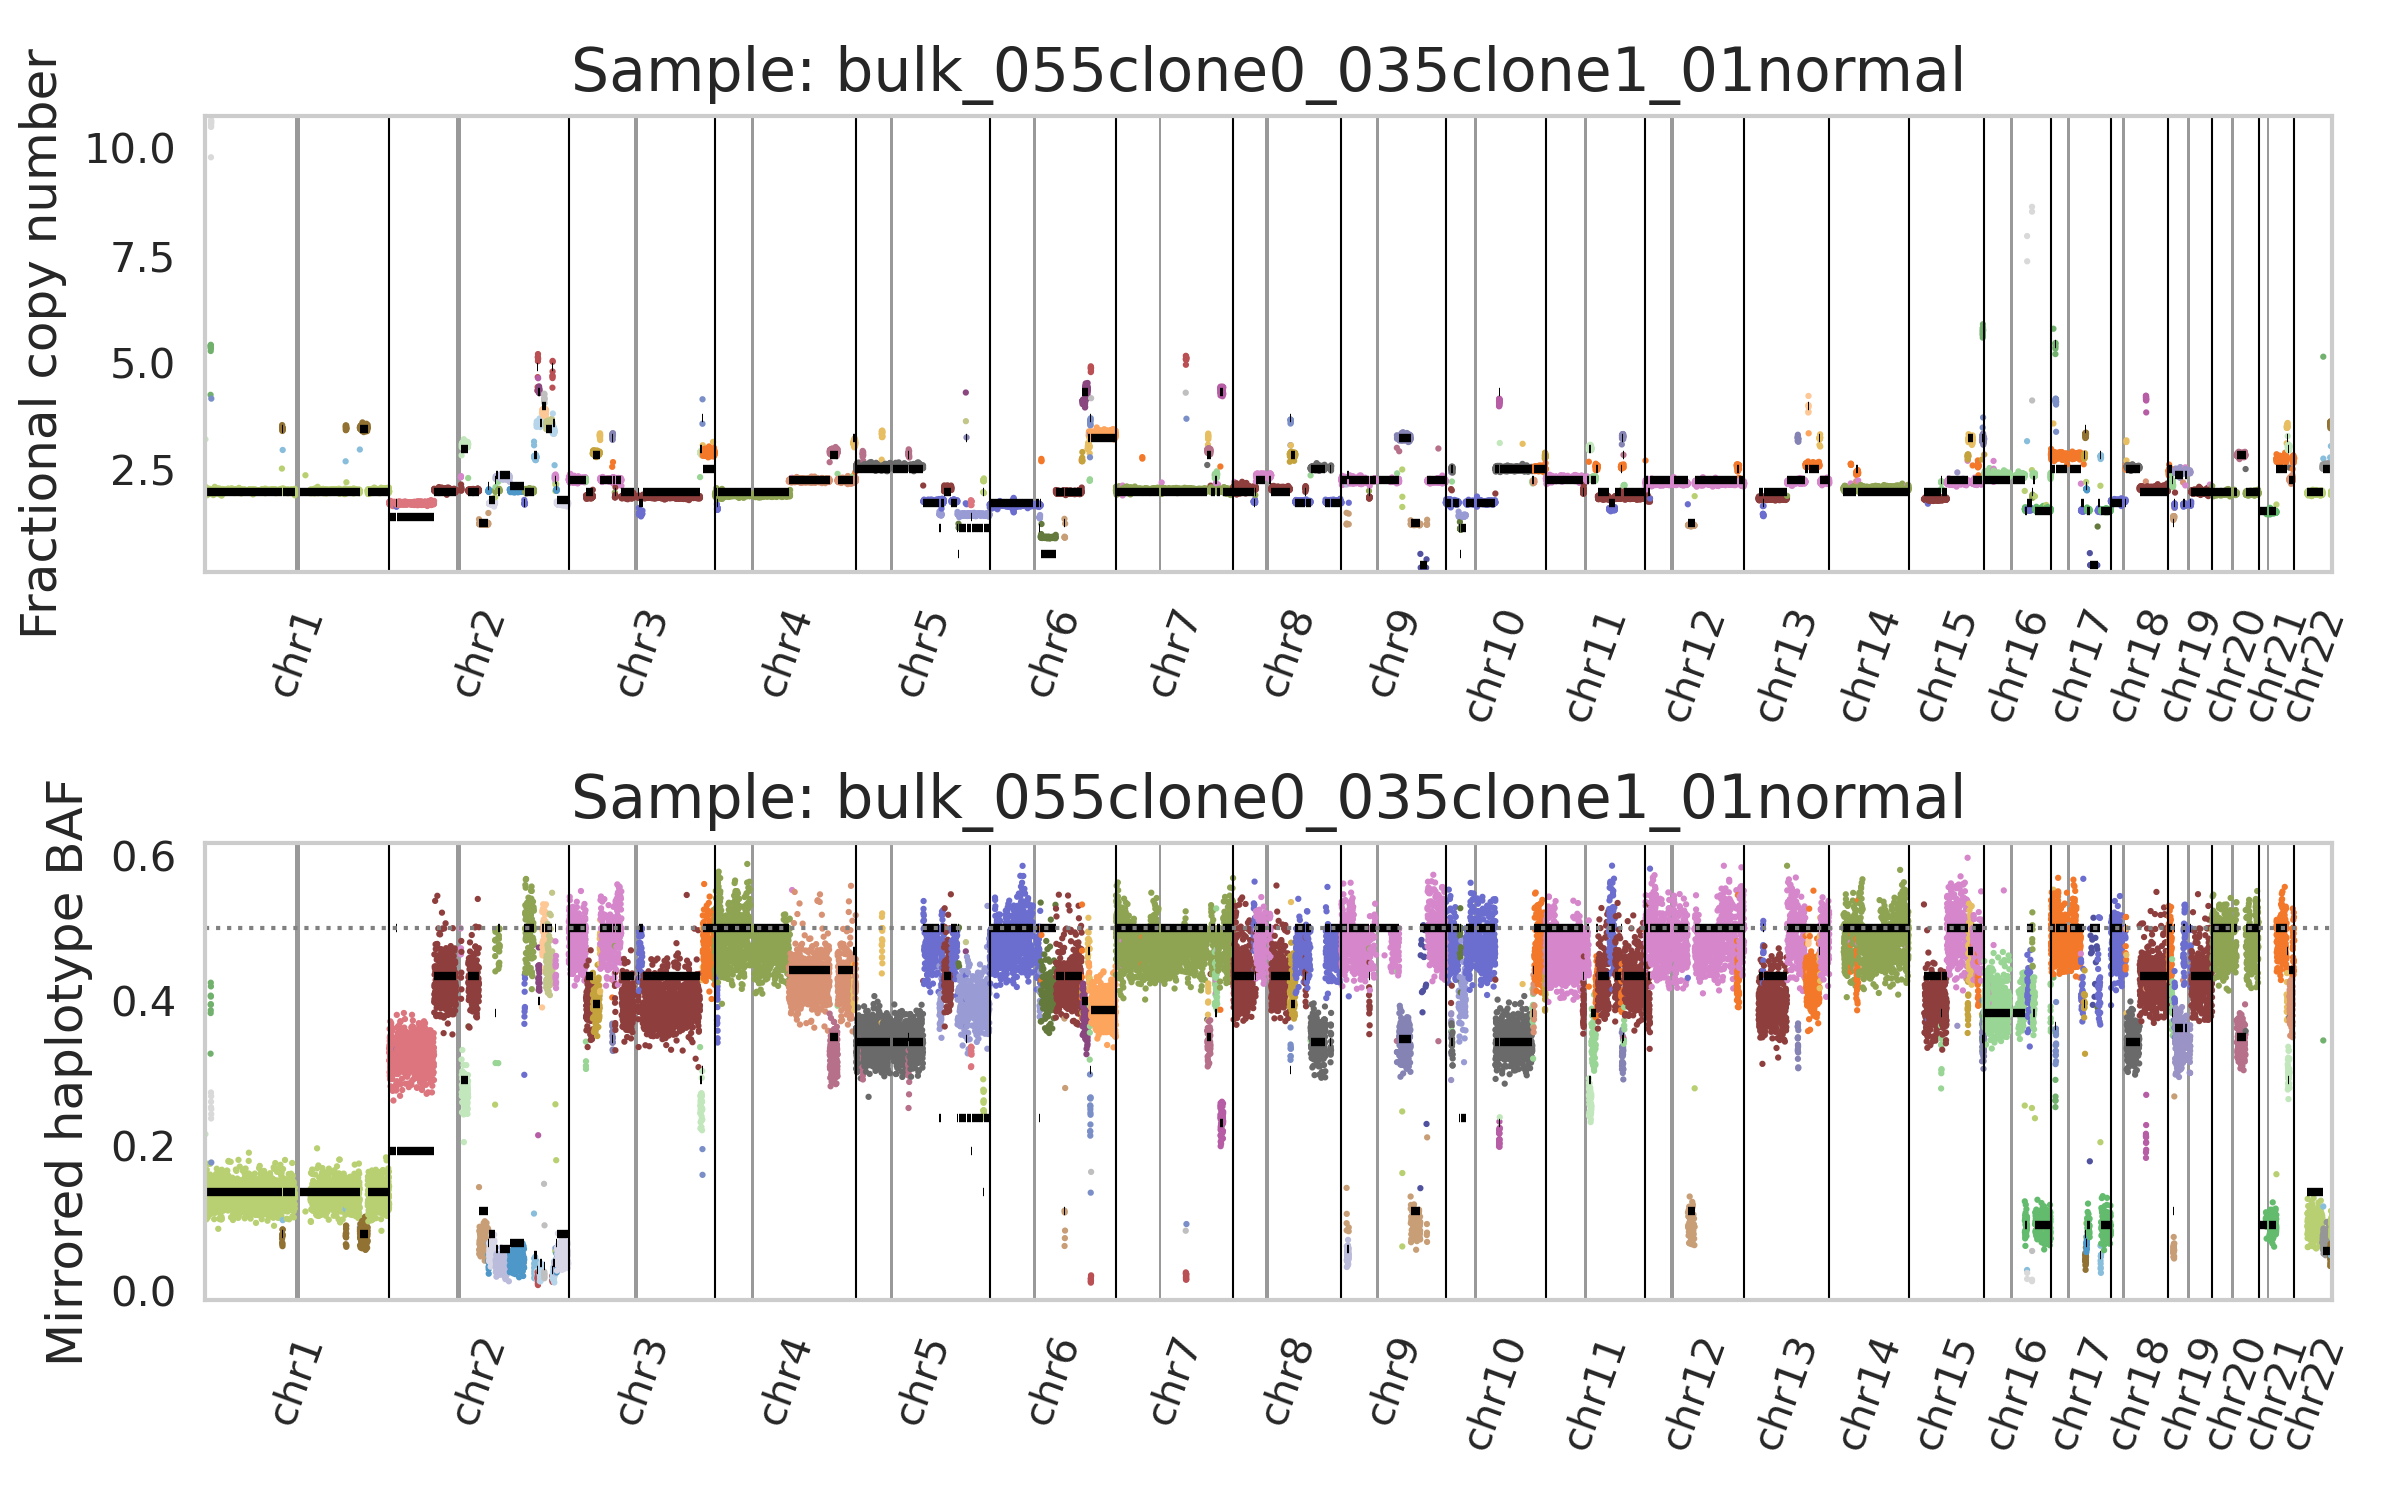 Sample: bulk_055clone0_035clone1_01normal
Fractional copy number
10.0
7.5
5.0
2.5
chr1 chr2 chr3 chr4 chr5 chr6 chr7 chr8 chr9 chr10 chr11 chr12 chr13 chr14 chr15 chr16 chr17 chr18 chr19 chr20 chr21 chr22
Sample: bulk_055clone0_035clone1_01normal
Mirrored haplotype BAF
0.6
0.4
0.2
0.0
chr1 chr2 chr3 chr4 chr5 chr6 chr7 chr8 chr9 chr10 chr11 chr12 chr13 chr14 chr15 chr16 chr17 chr18 chr19 chr20 chr21 chr22